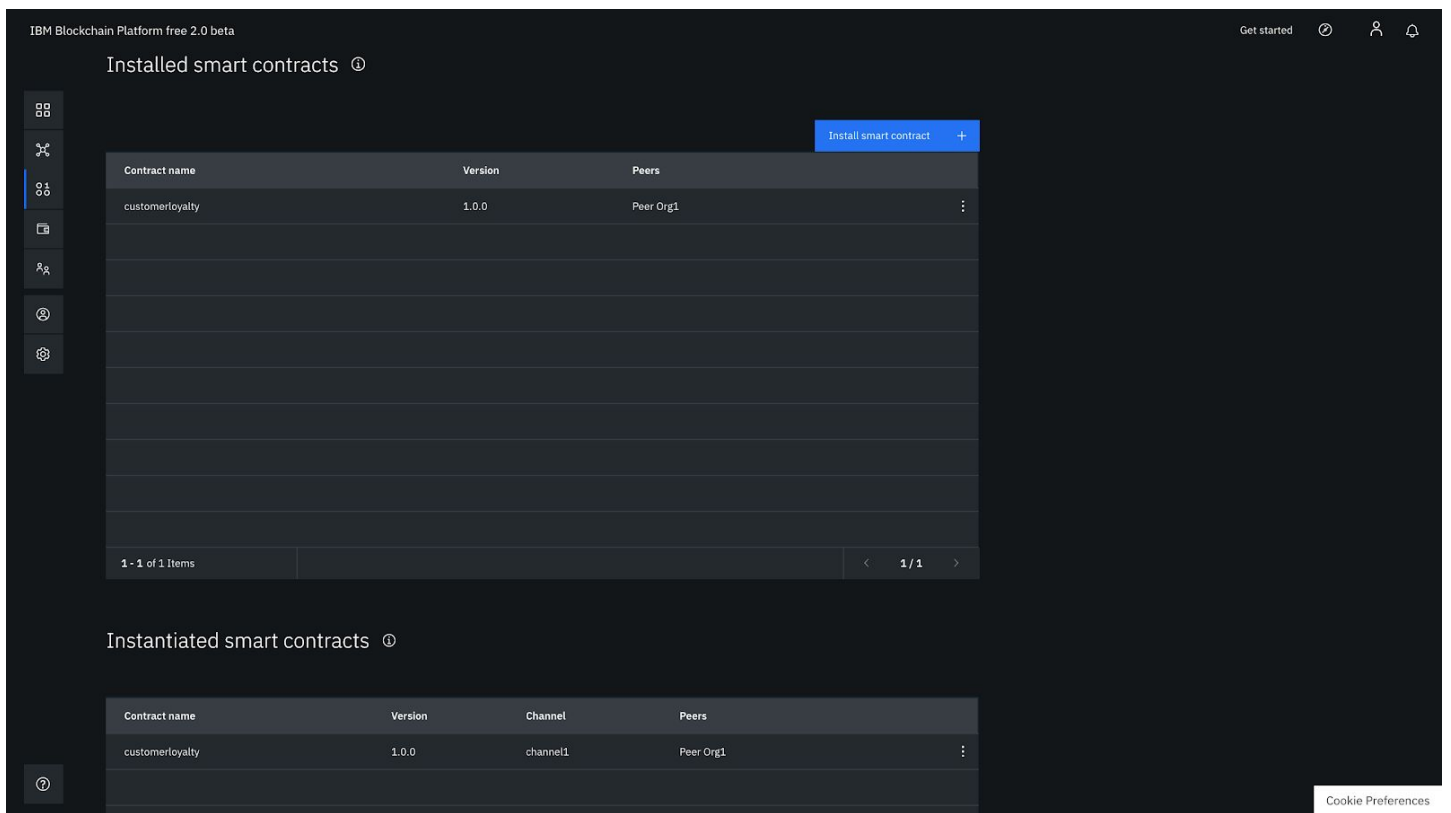 IBM Blockchain Platform free 2.0 beta
Get started
Installed smart contracts
Install smart contract +
Contract name Version Peers
customerloyalty 1.0.0 Peer Org1
1 - 1 of 1 Items
< 1 / 1 >
Instantiated smart contracts
Contract name Version Channel Peers
customerloyalty 1.0.0 channel1 Peer Org1
Cookie Preferences